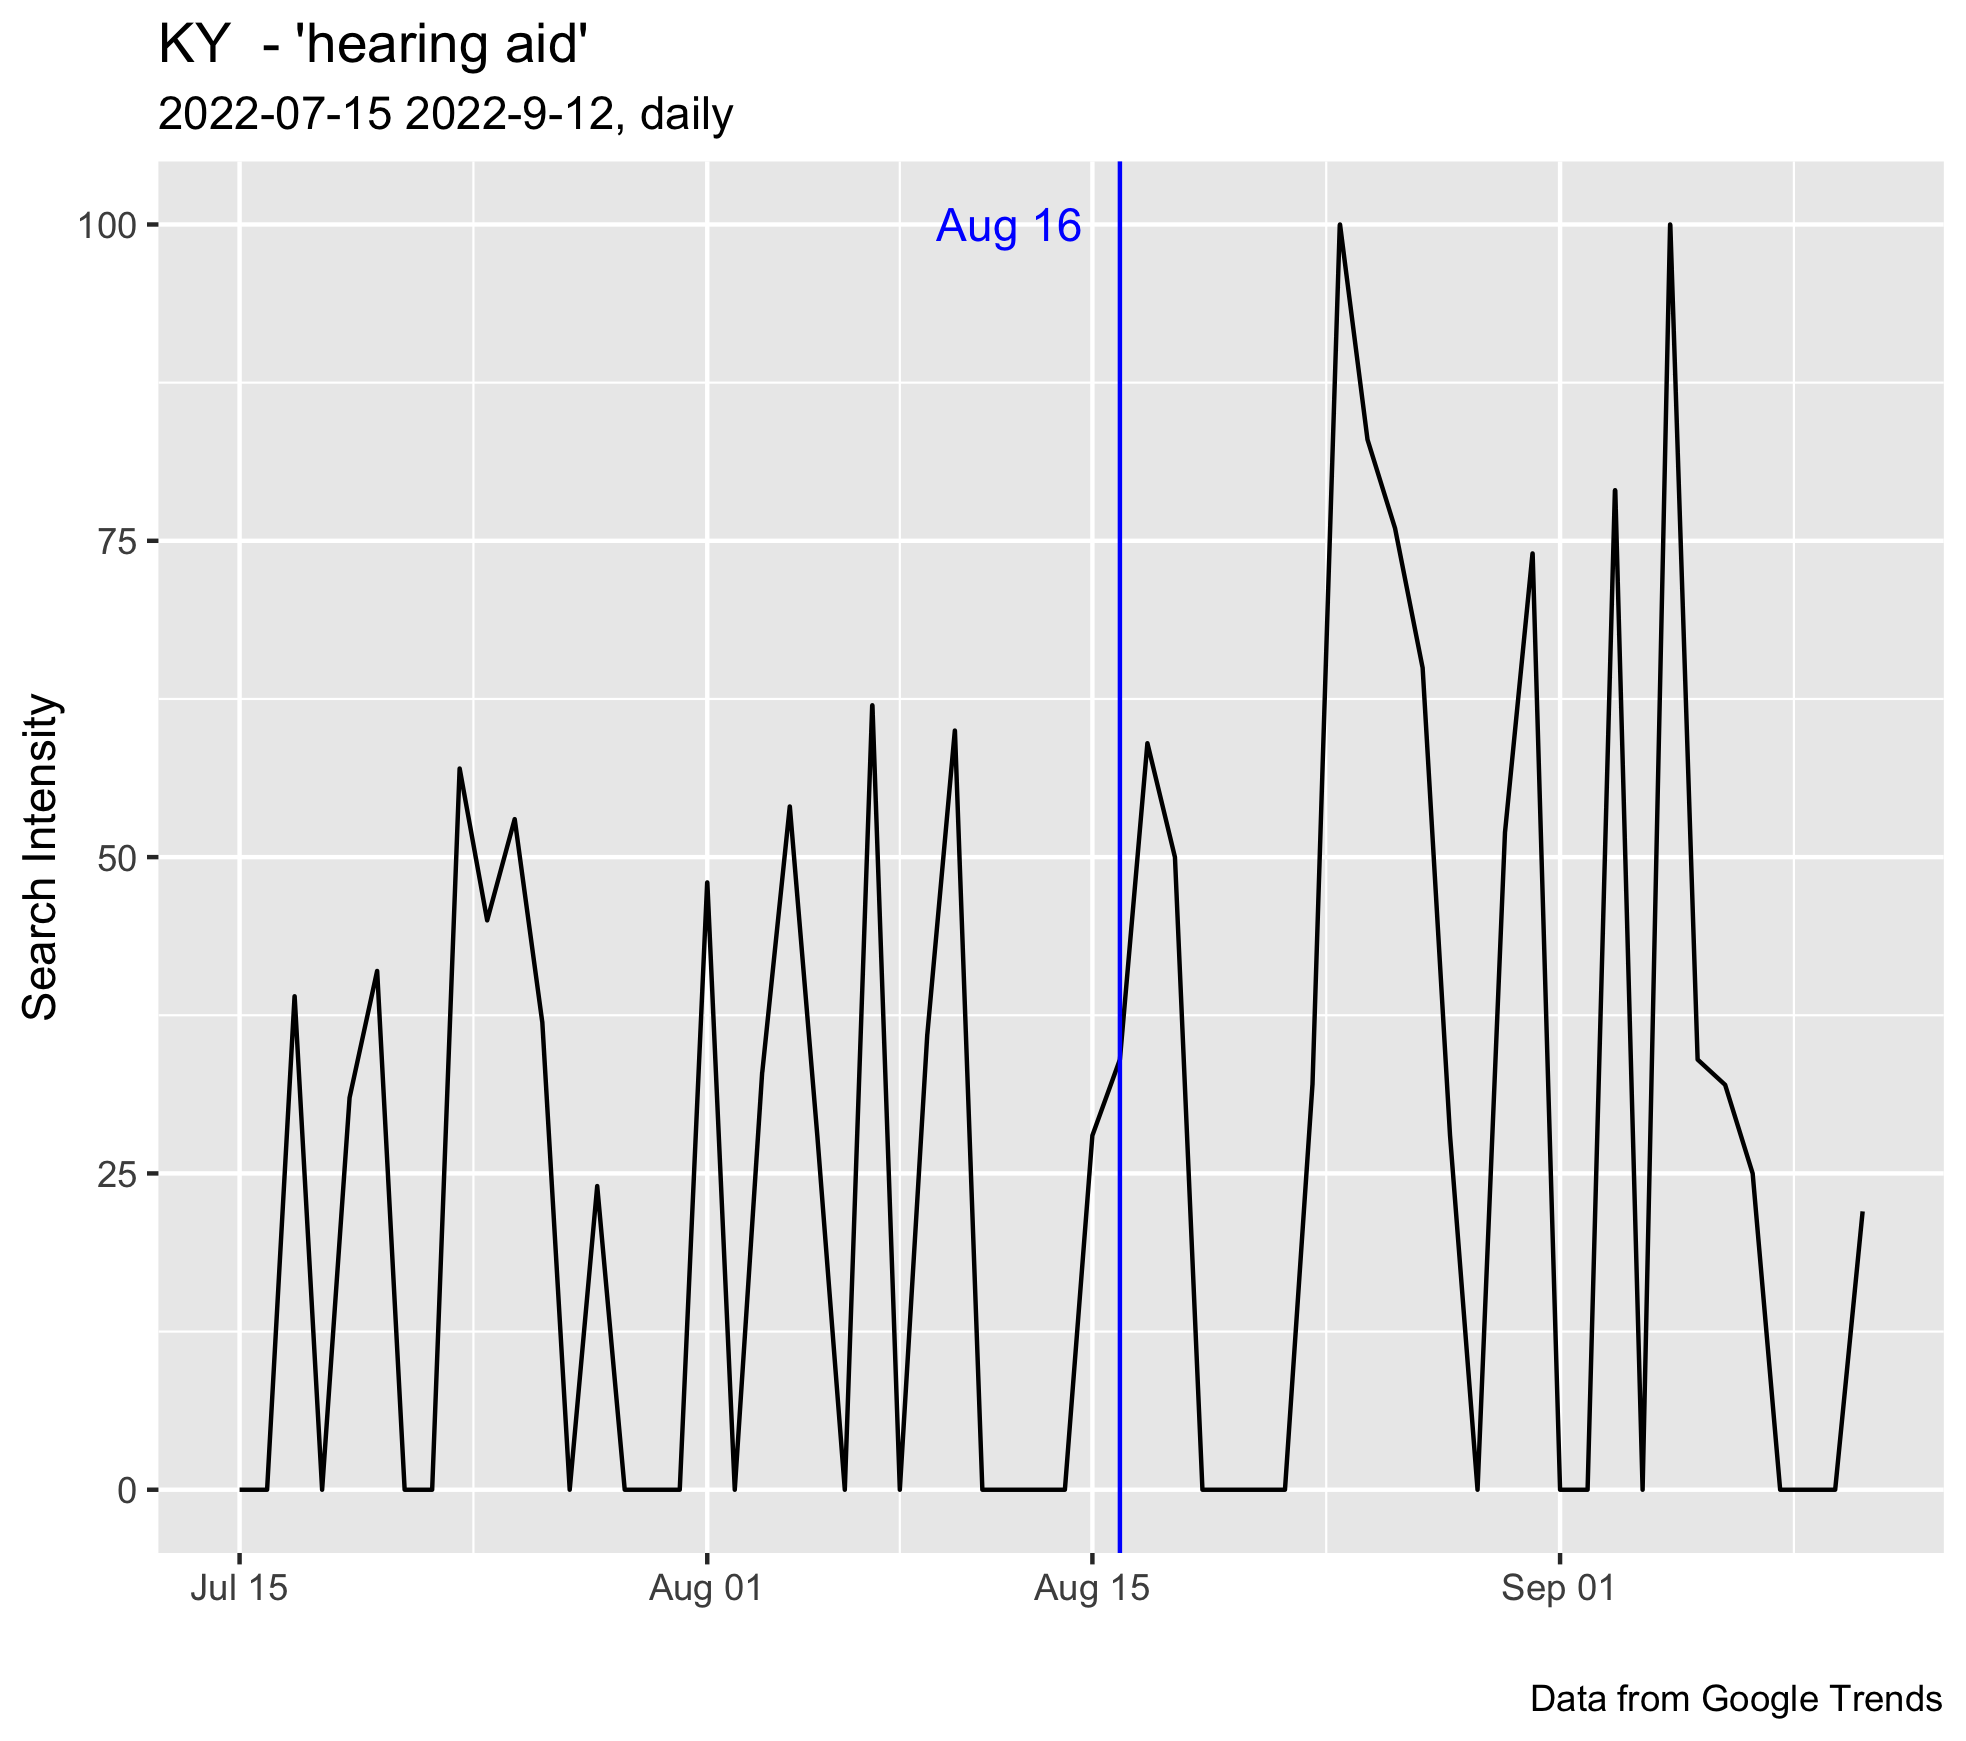 KY  - 'hearing aid'
2022-07-15 2022-9-12, daily
Aug 16
100
75
50
25
0
Search Intensity
Jul 15 Aug 01 Aug 15 Sep 01
Data from Google Trends